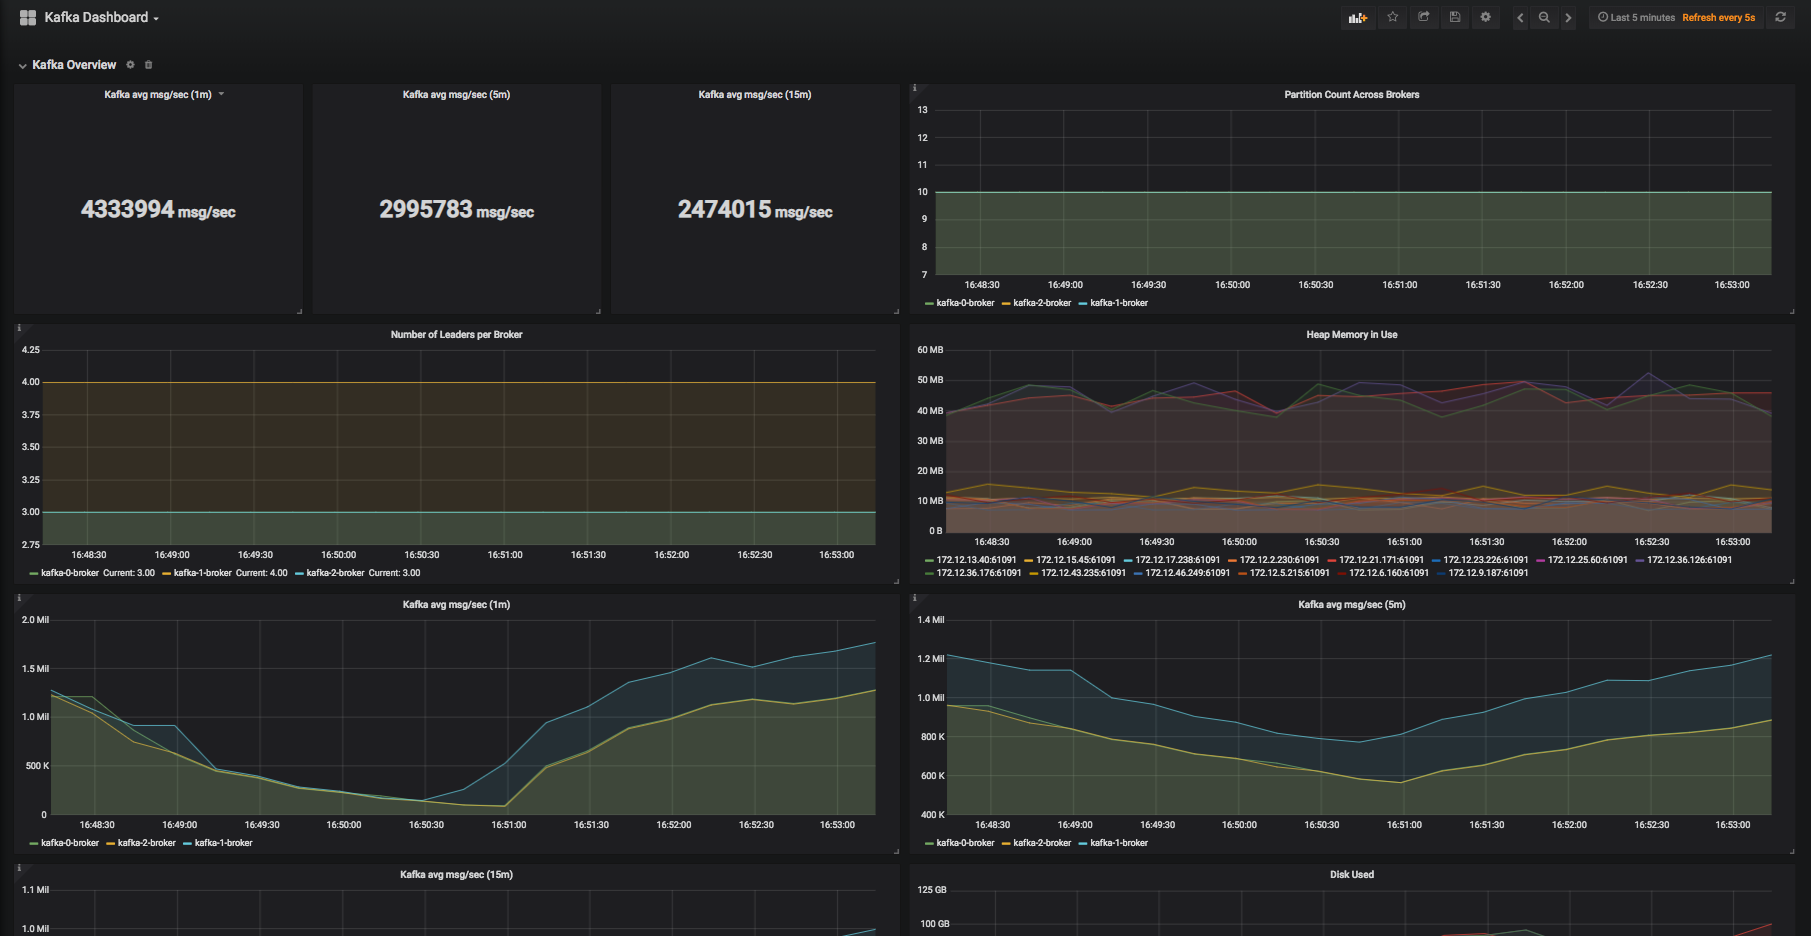 Kafka Dashboard
Last 5 minutes Refresh every 5s
Kafka Overview
Kafka avg msg/sec (1m)
4333994 msg/sec
Kafka avg msg/sec (5m)
2995783 msg/sec
Kafka avg msg/sec (15m)
2474015 msg/sec
Partition Count Across Brokers
13
12
11
10
9
8
7
16:48:30 16:49:00 16:49:30 16:50:00 16:50:30 16:51:00 16:51:30 16:52:00 16:52:30 16:53:00
kafka-0-broker kafka-2-broker kafka-1-broker
Number of Leaders per Broker
4.25
4.00
3.75
3.50
3.25
3.00
2.75
16:48:30 16:49:00 16:49:30 16:50:00 16:50:30 16:51:00 16:51:30 16:52:00 16:52:30 16:53:00
kafka-0-broker Current: 3.00 kafka-1-broker Current: 4.00 kafka-2-broker Current: 3.00
Heap Memory in Use
60 MB
50 MB
40 MB
30 MB
20 MB
10 MB
0 B
16:48:30 16:49:00 16:49:30 16:50:00 16:50:30 16:51:00 16:51:30 16:52:00 16:52:30 16:53:00
172.12.13.40:61091 172.12.15.45:61091 172.12.17.238:61091 172.12.2.230:61091 172.12.21.171:61091 172.12.23.226:61091 172.12.25.60:61091 172.12.36.126:61091
172.12.36.176:61091 172.12.43.235:61091 172.12.46.249:61091 172.12.5.215:61091 172.12.6.160:61091 172.12.9.187:61091
Kafka avg msg/sec (1m)
2.0 Mil
1.5 Mil
1.0 Mil
500 K
0
16:48:30 16:49:00 16:49:30 16:50:00 16:50:30 16:51:00 16:51:30 16:52:00 16:52:30 16:53:00
kafka-0-broker kafka-2-broker kafka-1-broker
Kafka avg msg/sec (5m)
1.4 Mil
1.2 Mil
1.0 Mil
800 K
600 K
400 K
16:48:30 16:49:00 16:49:30 16:50:00 16:50:30 16:51:00 16:51:30 16:52:00 16:52:30 16:53:00
kafka-0-broker kafka-2-broker kafka-1-broker
Kafka avg msg/sec (15m)
1.1 Mil
1.0 Mil
Disk Used
125 GB
100 GB